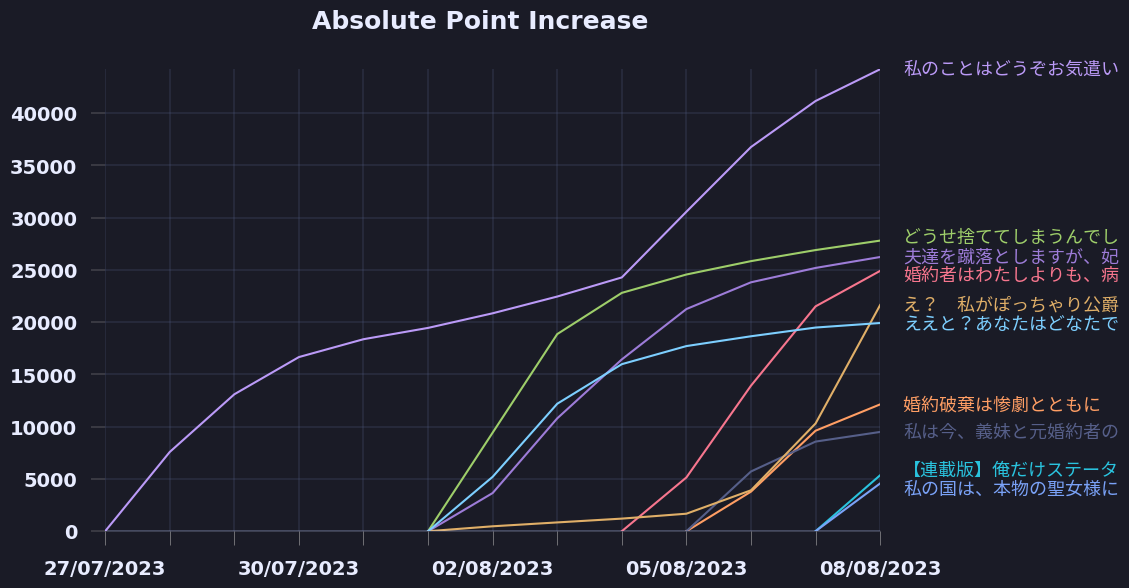 Absolute Point Increase
私のことはどうぞお気遣い
40000
35000
30000
どうせ捨ててしまうんでし
夫達を蹴落としますが、妃
25000
婚約者はわたしよりも、病
え？　私がぽっちゃり公爵
20000
ええと？あなたはどなたで
15000
婚約破棄は惨劇とともに
10000
私は今、義妹と元婚約者の
【連載版】俺だけステータ
5000
私の国は、本物の聖女様に
0
27/07/2023 30/07/2023 02/08/2023 05/08/2023 08/08/2023